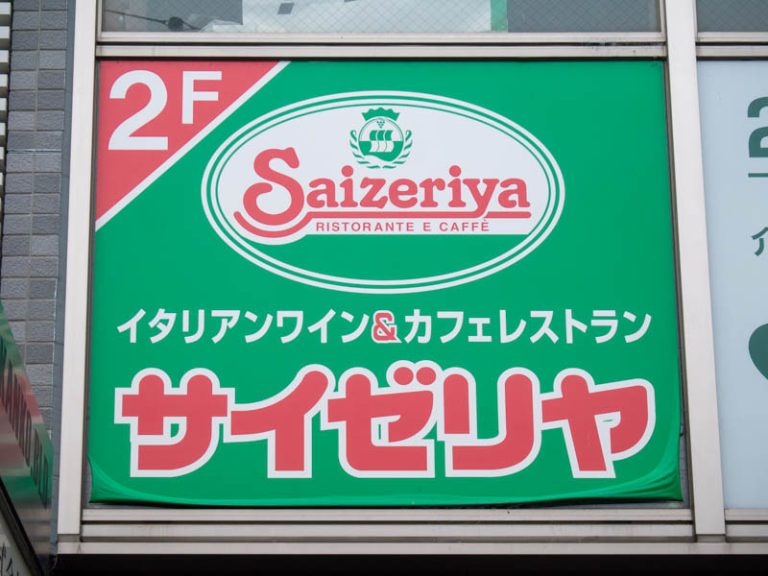 2F
Saizeriya
RISTORANTE E CAFFÈ
イタリアンワイン&カフェレストラン
サイゼリヤ